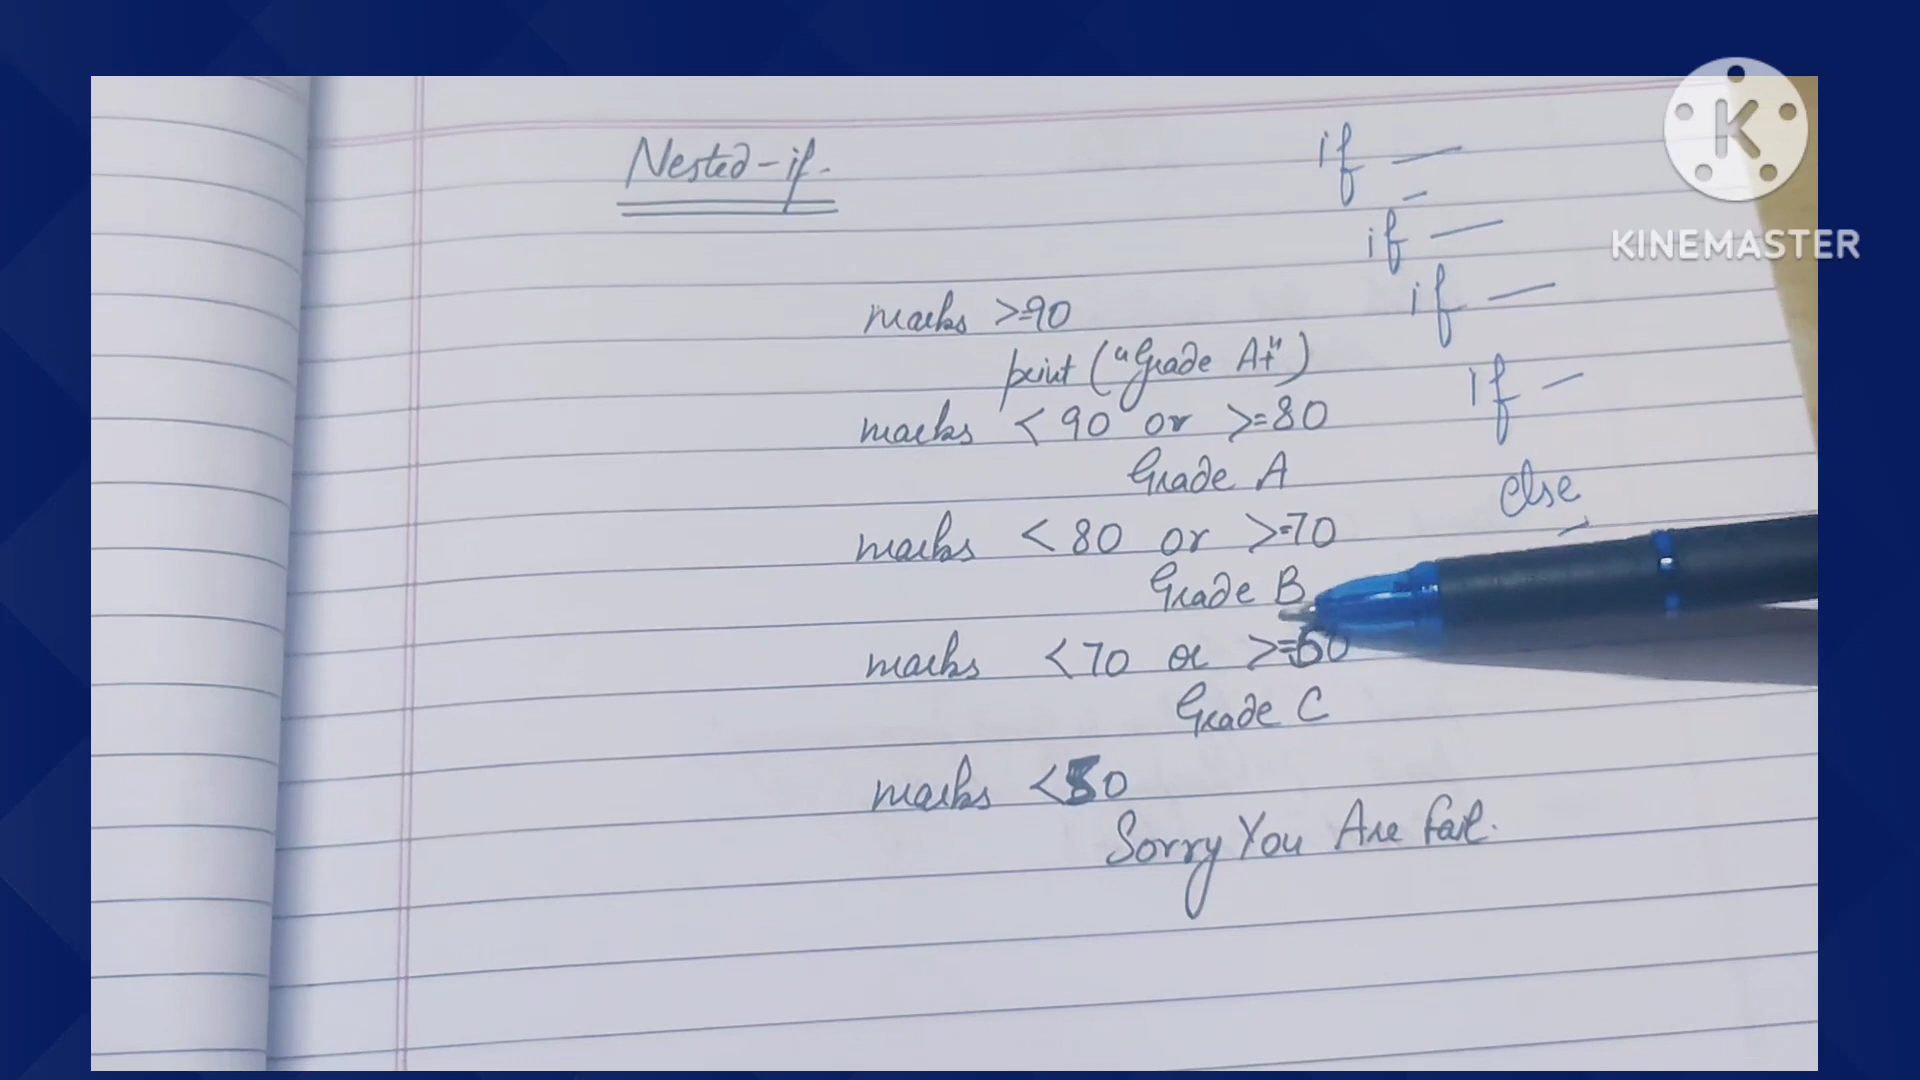 Nested-if.
if —
if —
if —
if —
else
marks >=90
print ("Grade A+")
marks <90 or >=80
Grade A
marks <80 or >=70
Grade B
marks <70 or >=50
Grade C
marks <50
Sorry You Are Fail.
K
KINEMASTER